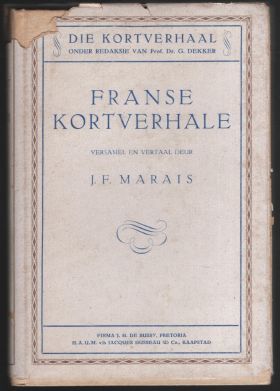 DIE KORTVERHAAL
ONDER REDAKSIE VAN Prof. Dr. G. DEKKER
FRANSE
KORTVERHALE
VERSAMEL EN VERTAAL DEUR
J. F. MARAIS
FIRMA J. H. DE BUSSY, PRETORIA
H.A.U.M. v/h JACQUES DUSSEAU & Co., KAAPSTAD